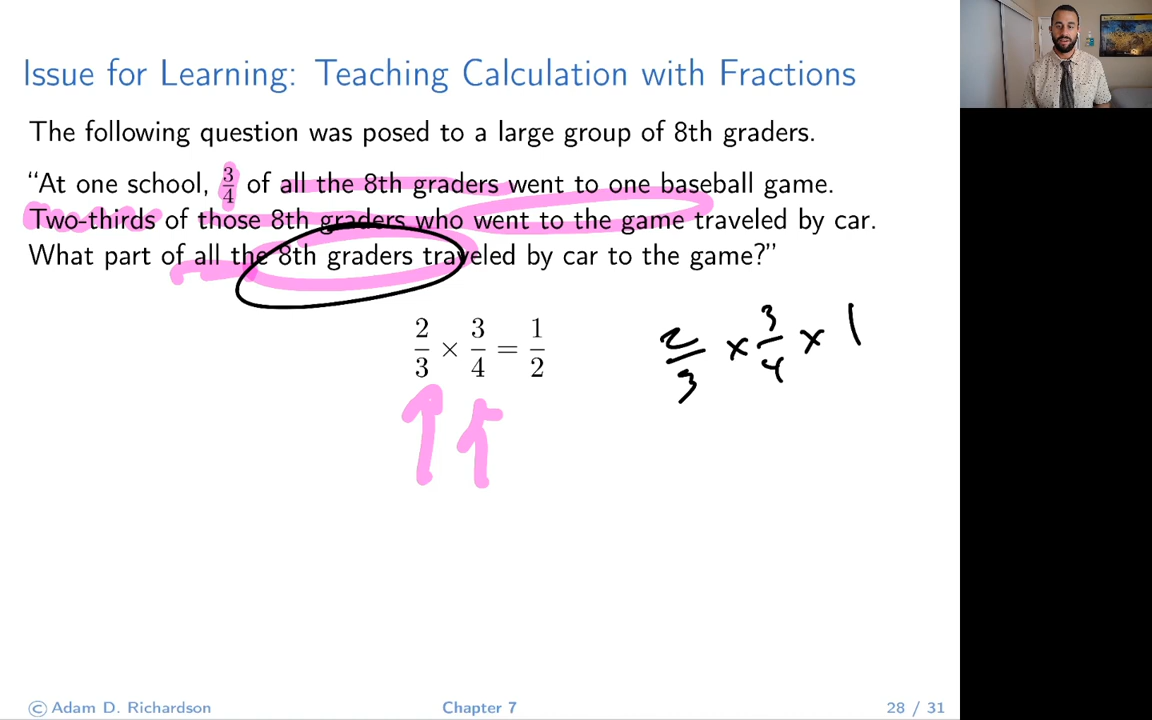 Issue for Learning: Teaching Calculation with Fractions
The following question was posed to a large group of 8th graders.
“At one school, 3/4 of all the 8th graders went to one baseball game.
Two-thirds of those 8th graders who went to the game traveled by car.
What part of all the 8th graders traveled by car to the game?”
2/3 × 3/4 = 1/2
2/3 × 3/4 × 1
© Adam D. Richardson Chapter 7 28 / 31